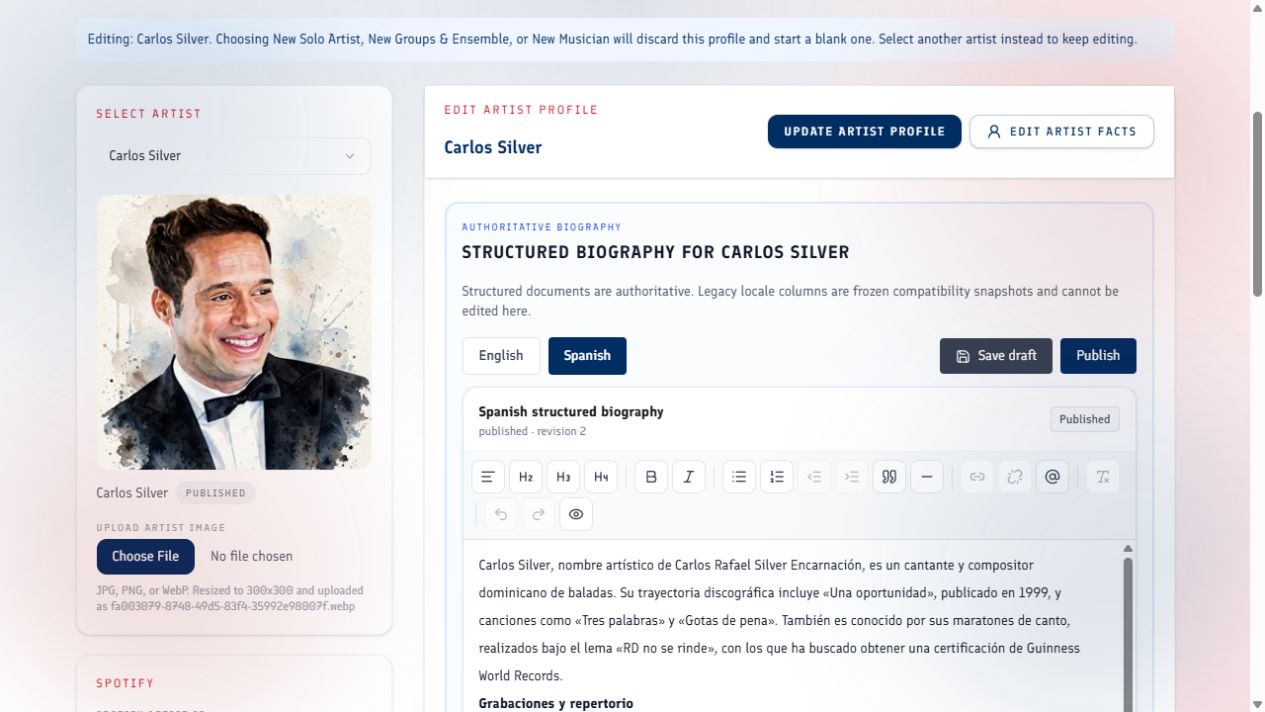 Editing: Carlos Silver. Choosing New Solo Artist, New Groups & Ensemble, or New Musician will discard this profile and start a blank one. Select another artist instead to keep editing.
SELECT ARTIST
Carlos Silver
Carlos Silver PUBLISHED
UPLOAD ARTIST IMAGE
Choose File No file chosen
JPG, PNG, or WebP. Resized to 300x300 and uploaded
as fa003079-8748-49d5-83f4-35992e98007f.webp
SPOTIFY
EDIT ARTIST PROFILE
Carlos Silver
UPDATE ARTIST PROFILE
EDIT ARTIST FACTS
AUTHORITATIVE BIOGRAPHY
STRUCTURED BIOGRAPHY FOR CARLOS SILVER
Structured documents are authoritative. Legacy locale columns are frozen compatibility snapshots and cannot be
edited here.
English Spanish Save draft Publish
Spanish structured biography
published · revision 2
Published
H2 H3 H4 B I @
Carlos Silver, nombre artístico de Carlos Rafael Silver Encarnación, es un cantante y compositor
dominicano de baladas. Su trayectoria discográfica incluye «Una oportunidad», publicado en 1999, y
canciones como «Tres palabras» y «Gotas de pena». También es conocido por sus maratones de canto,
realizados bajo el lema «RD no se rinde», con los que ha buscado obtener una certificación de Guinness
World Records.
Grabaciones y repertorio